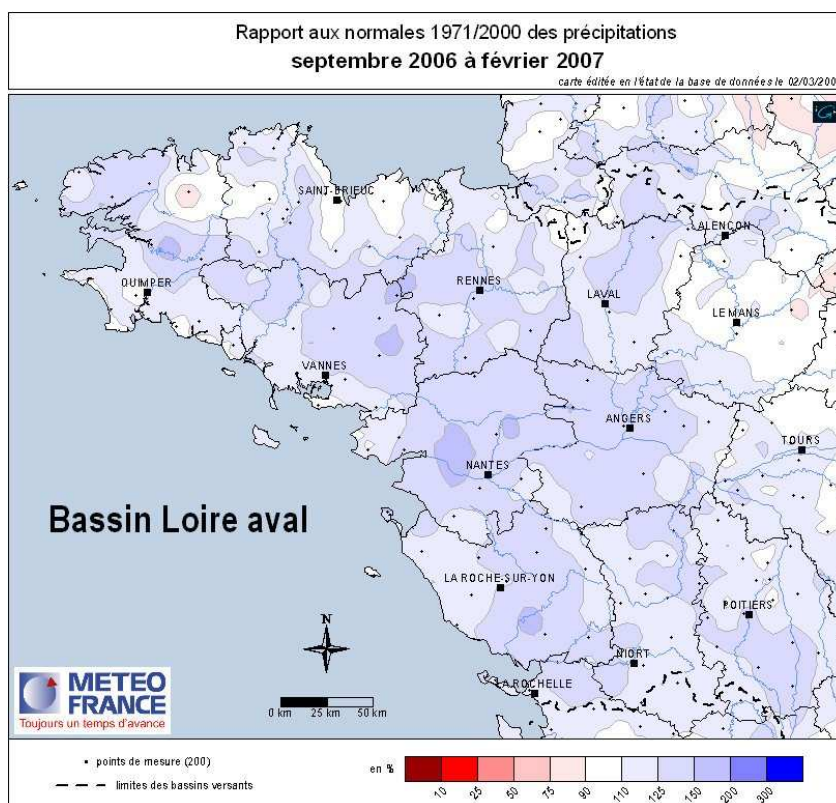 Rapport aux normales 1971/2000 des précipitations
septembre 2006 à février 2007
carte éditée en l'état de la base de données le 02/03/200
SAINT-BRIEUC
ALENCON
QUIMPER
RENNES
LAVAL
LE MANS
VANNES
ANGERS
TOURS
NANTES
Bassin Loire aval
LA ROCHE-SUR-YON
POITIERS
N
NIORT
LA ROCHELLE
METEO
FRANCE
Toujours un temps d'avance
0 km 25 km 50 km
points de mesure (200)
limites des bassins versants
en %
10 25 50 75 90 110 125 150 200 300